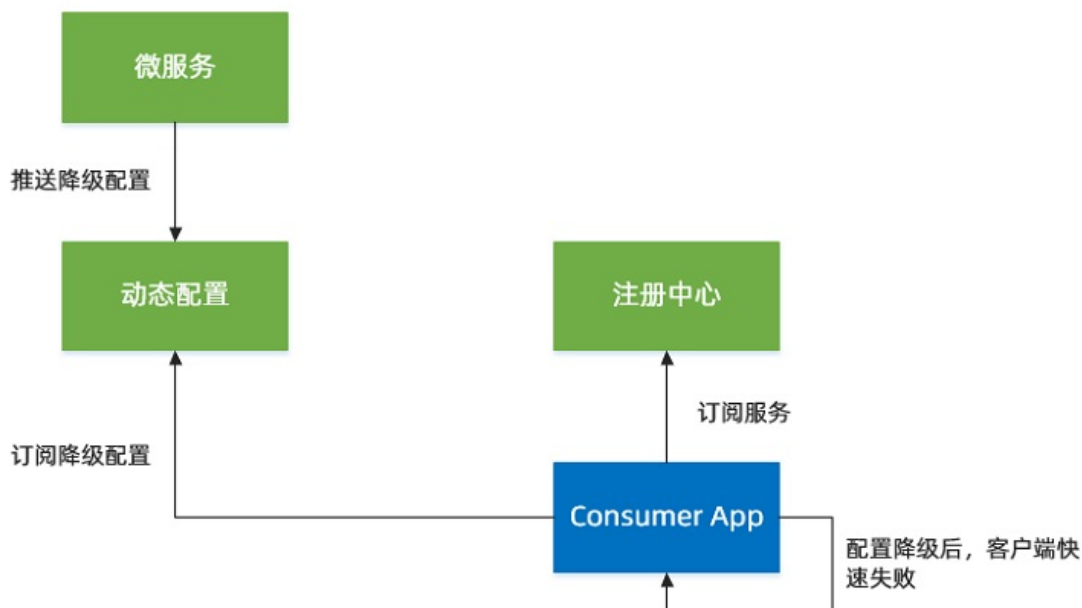 微服务
推送降级配置
动态配置
注册中心
订阅服务
订阅降级配置
Consumer App
配置降级后，客户端快
速失败